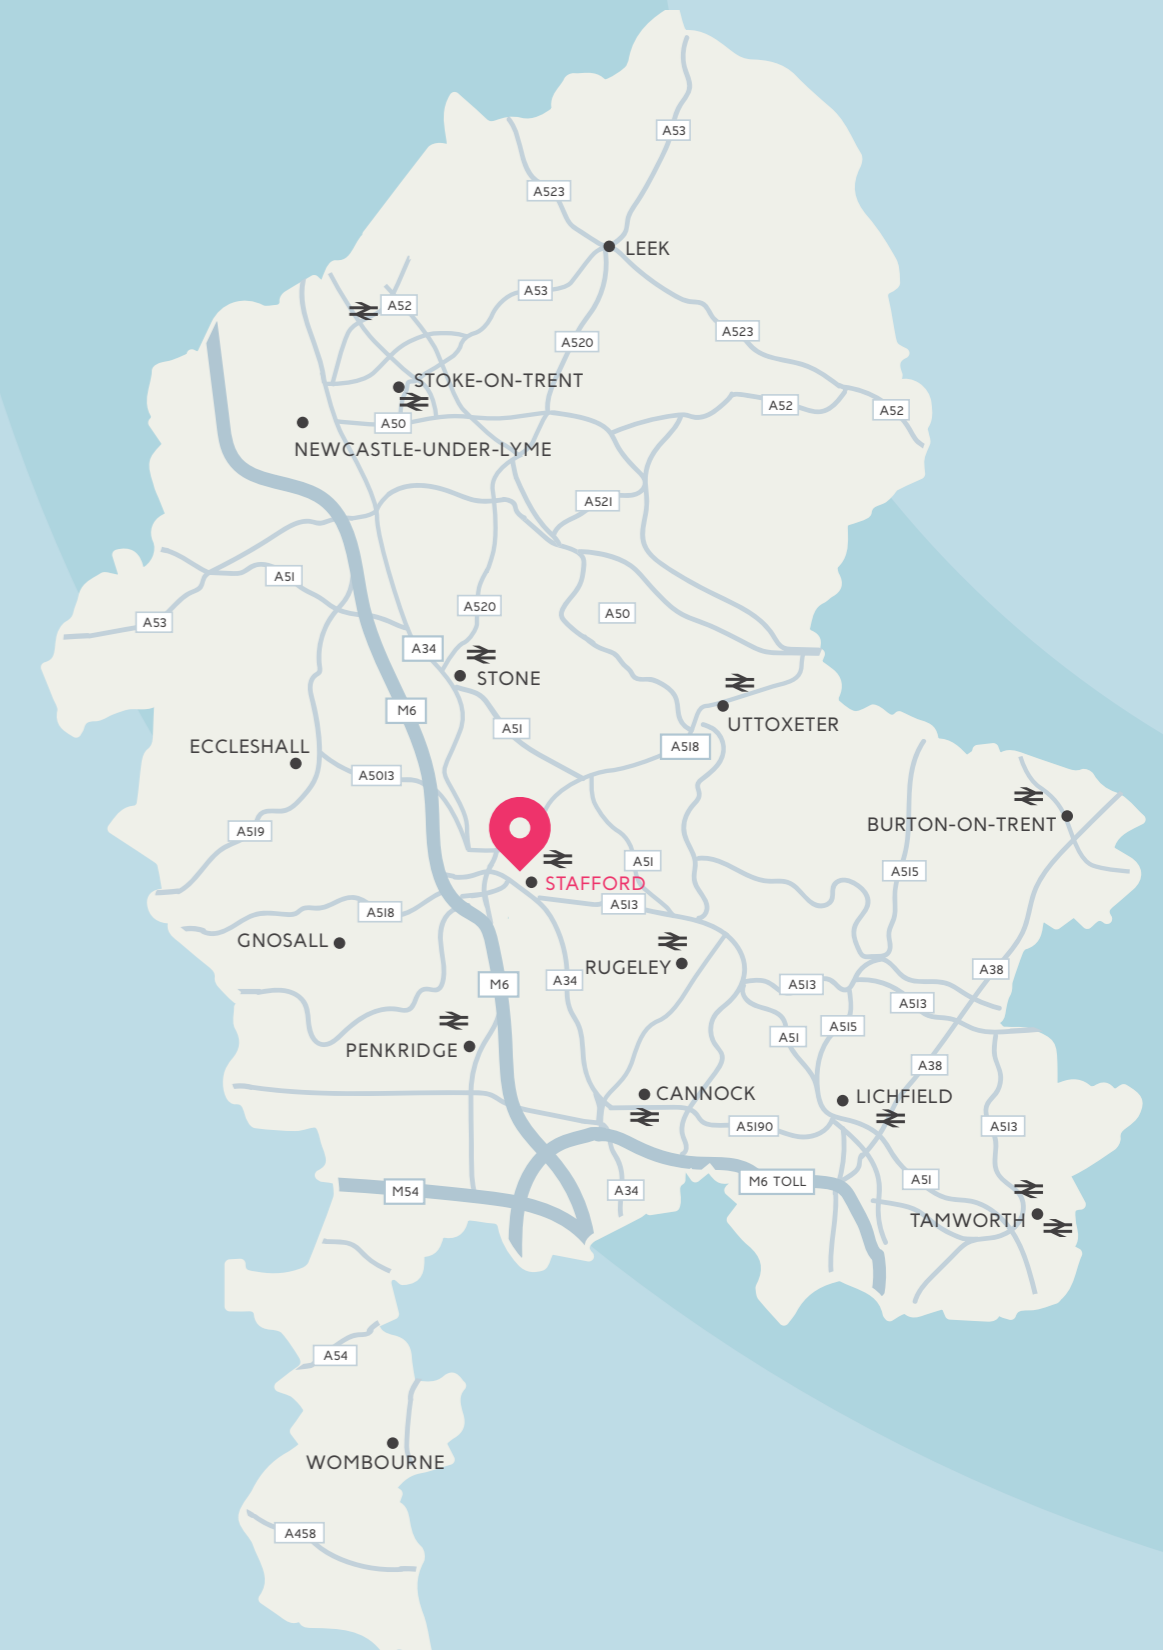 A53
A523
LEEK
A53
A52
A523
A520
STOKE-ON-TRENT
A52
A52
A50
NEWCASTLE-UNDER-LYME
A521
A51
A520
A50
A53
A34
STONE
M6
UTTOXETER
A51
A518
ECCLESHALL
A5013
BURTON-ON-TRENT
A519
A51
A515
STAFFORD
A513
A518
GNOSALL
RUGELEY
A38
A34
M6
A513
A513
A515
A51
PENKRIDGE
A38
CANNOCK
LICHFIELD
A5190
A513
A51
M6 TOLL
A34
M54
TAMWORTH
A54
WOMBOURNE
A458